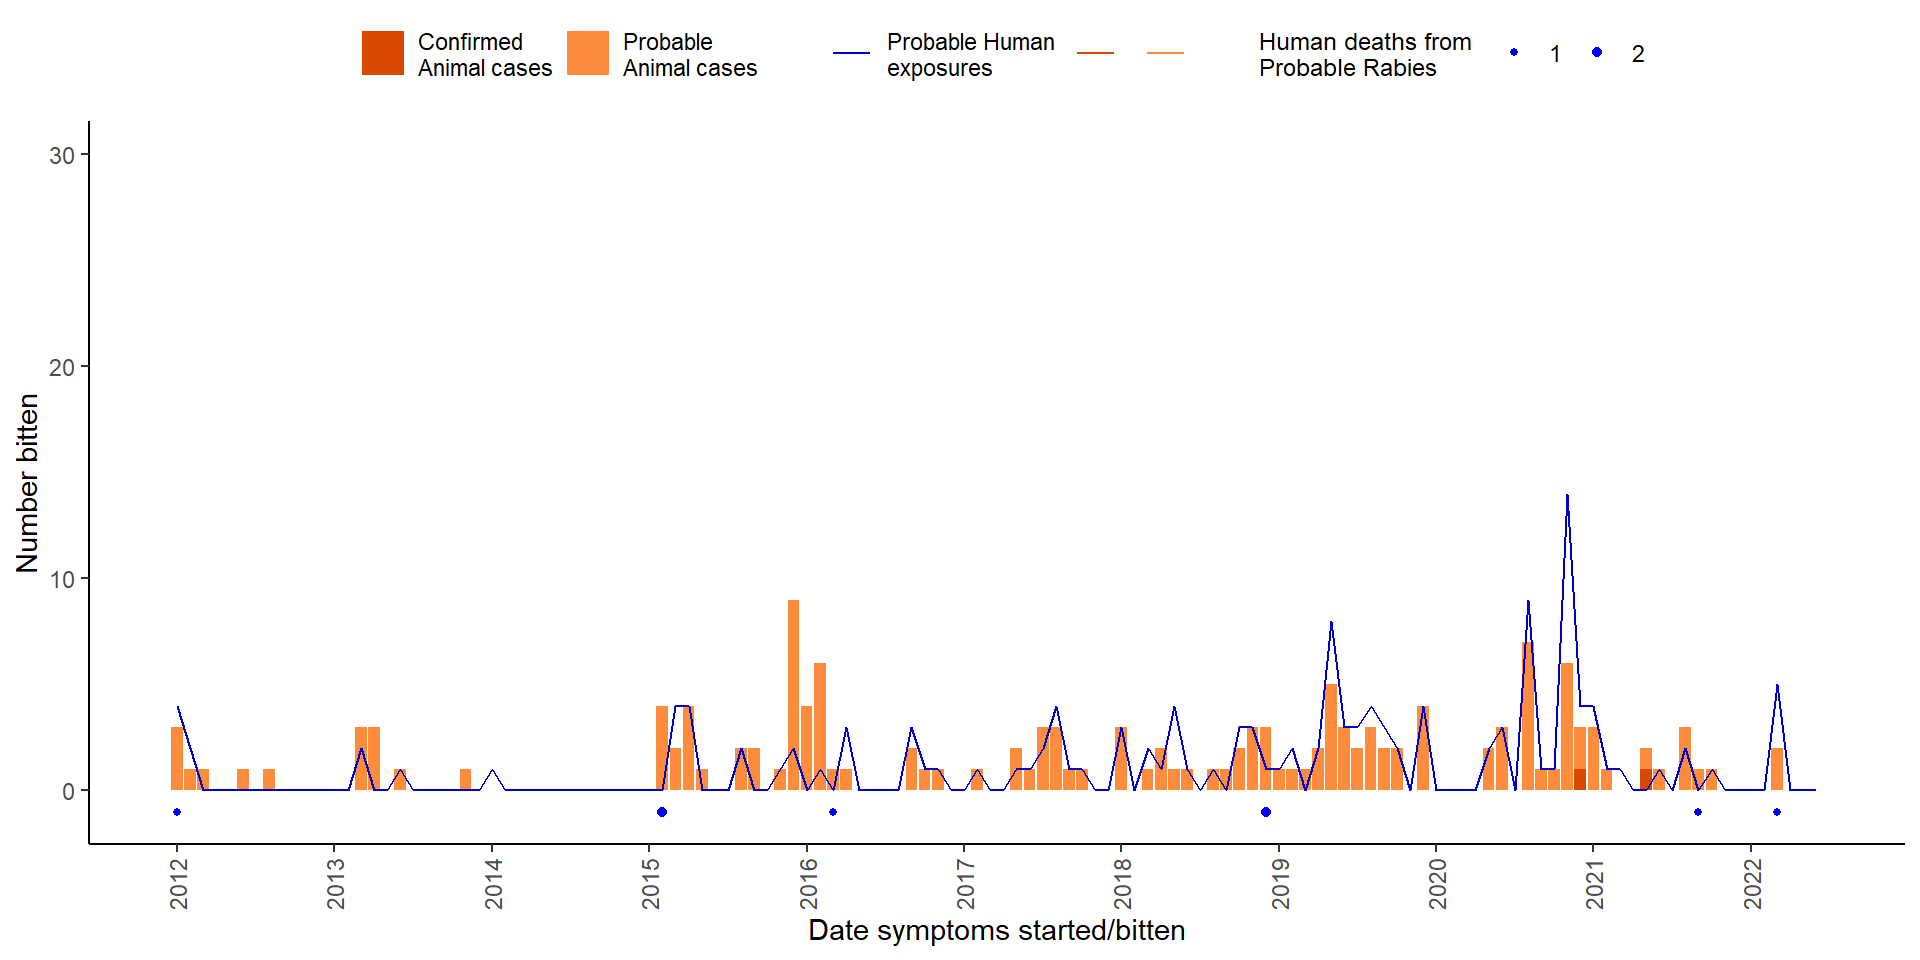 Confirmed
Animal cases
Probable
Animal cases
Probable Human
exposures
Human deaths from
Probable Rabies
1
2
30
20
10
0
Number bitten
2012
2013
2014
2015
2016
2017
2018
2019
2020
2021
2022
Date symptoms started/bitten